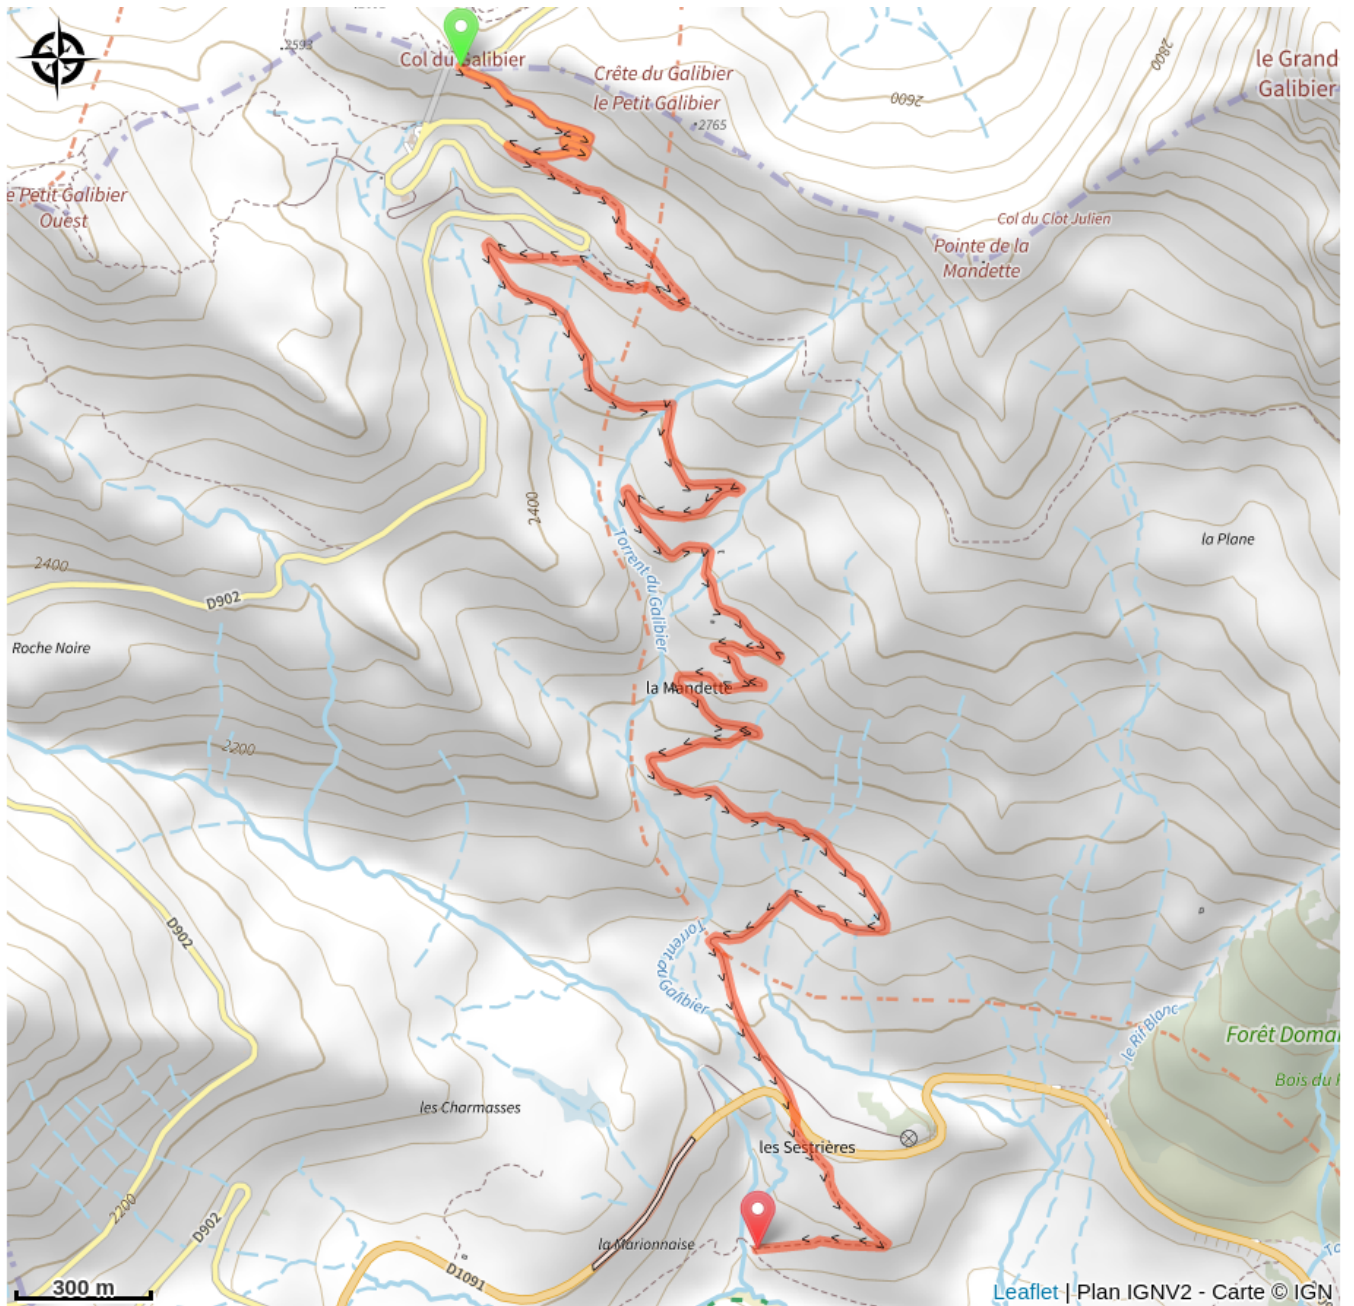 2593
Col du Galibier
Crête du Galibier
le Petit Galibier
2765
2600
2800
le Grand
Galibier
e Petit Galibier
Ouest
Col du Clot Julien
Pointe de la
Mandette
2400
la Plane
2400
D902
Torrent du Galibier
Roche Noire
la Mandette
2200
D902
Torrent du Galibier
le Rif Blanc
Forêt Domai
Bois du
les Charmasses
les Sestrières
2200
D902
la Marionnaise
D1091
To
300 m
Leaflet | Plan IGNV2 - Carte © IGN